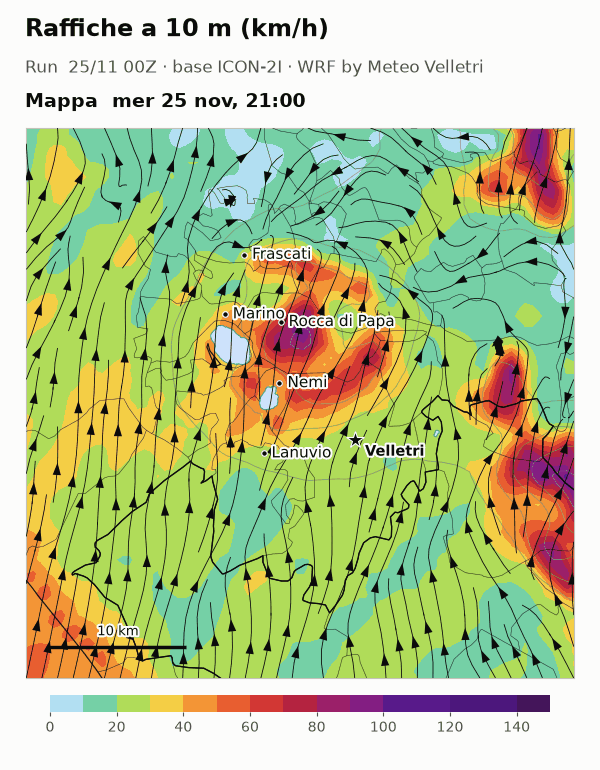 Raffiche a 10 m (km/h)
Run 25/11 00Z · base ICON-2I · WRF by Meteo Velletri
Mappa mer 25 nov, 21:00
Frascati
Marino
Rocca di Papa
Nemi
Velletri
Lanuvio
10 km
0 20 40 60 80 100 120 140